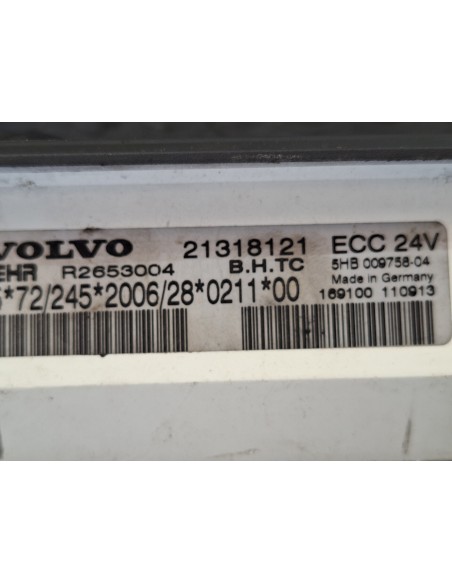 VOLVO 21318121 ECC 24V
EHR R2653004 B.H.TC 5HB 009758-04
*72/245*2006/28*0211*00 Made in Germany
169100 110913